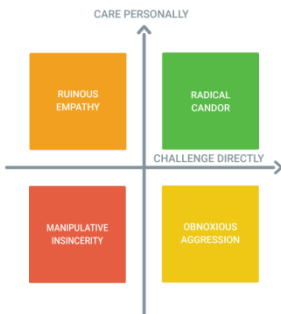 CARE PERSONALLY
RUINOUS
EMPATHY
RADICAL
CANDOR
CHALLENGE DIRECTLY
MANIPULATIVE
INSINCERITY
OBNOXIOUS
AGGRESSION